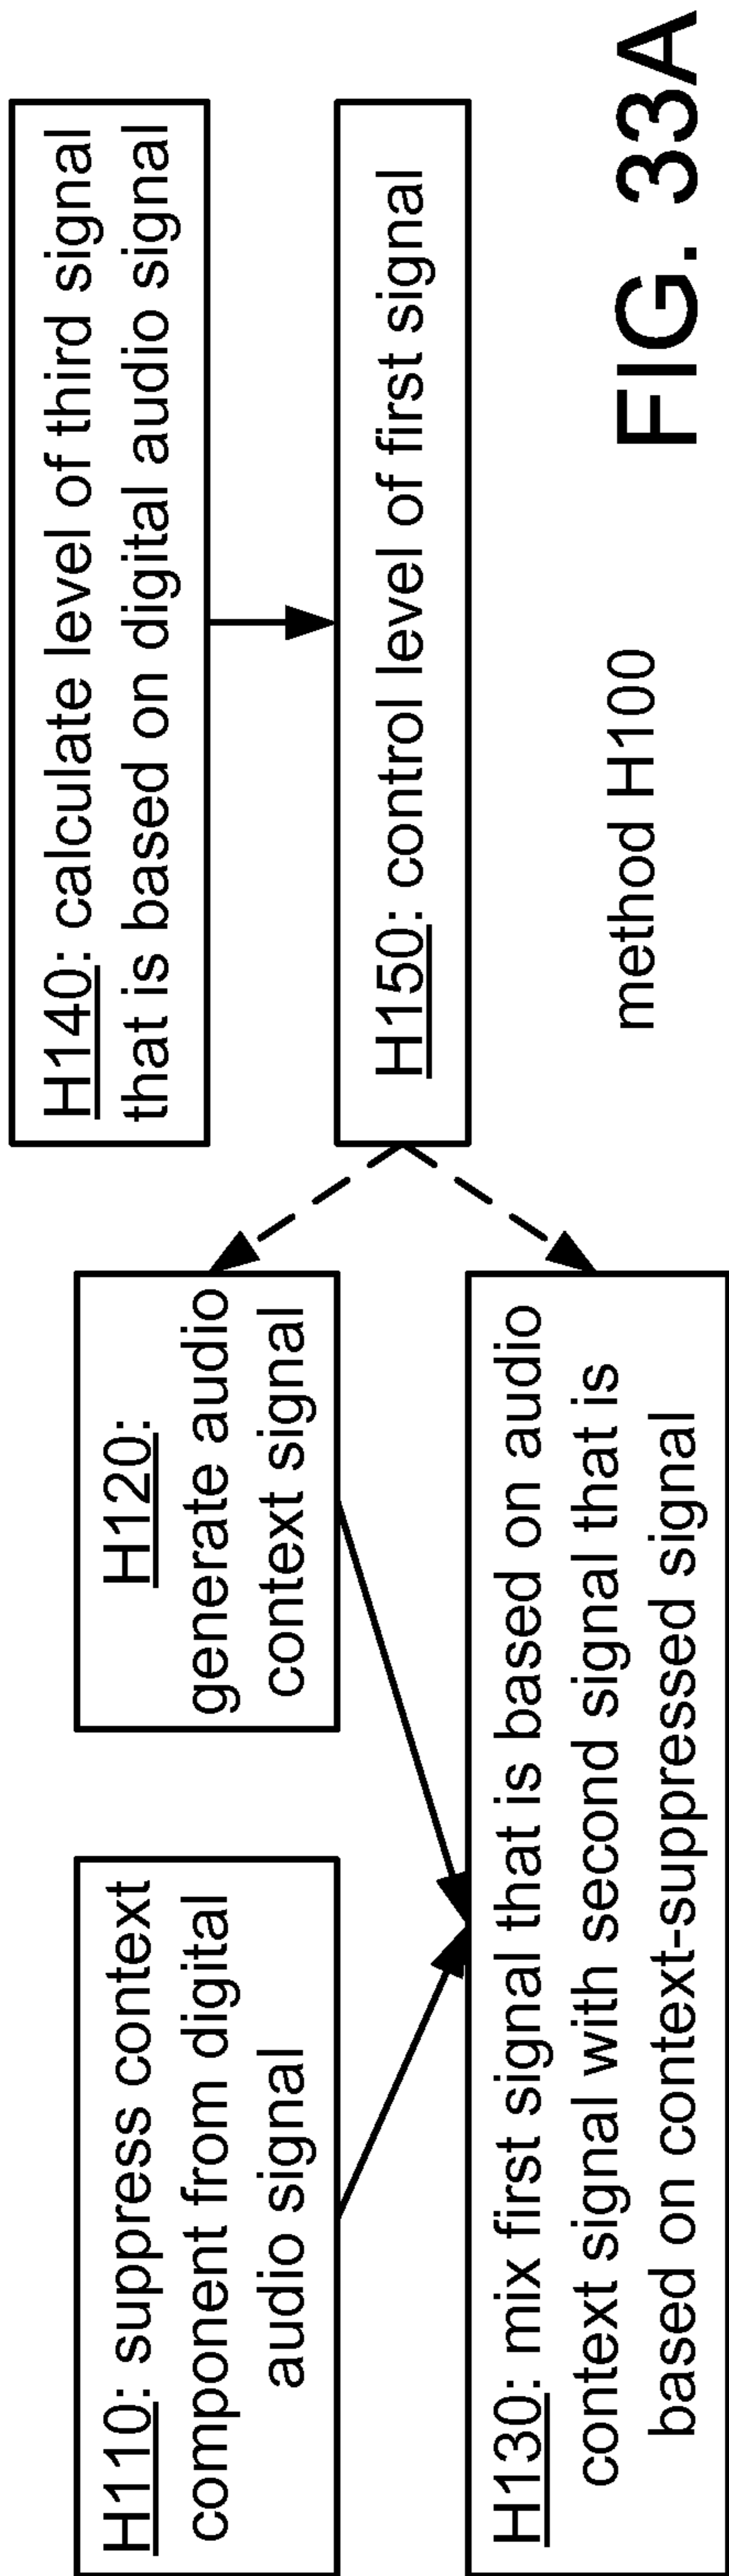 H110: suppress context
component from digital
audio signal
H120:
generate audio
context signal
H130: mix first signal that is based on audio
context signal with second signal that is
based on context-suppressed signal
H140: calculate level of third signal
that is based on digital audio signal
H150: control level of first signal
method H100
FIG. 33A